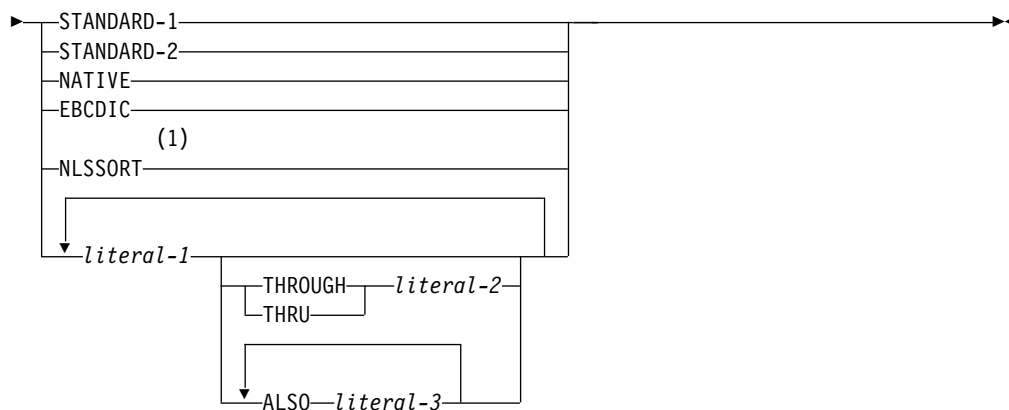 STANDARD-1
STANDARD-2
NATIVE
EBCDIC
(1)
NLSSORT
literal-1
THROUGH literal-2
THRU
ALSO literal-3